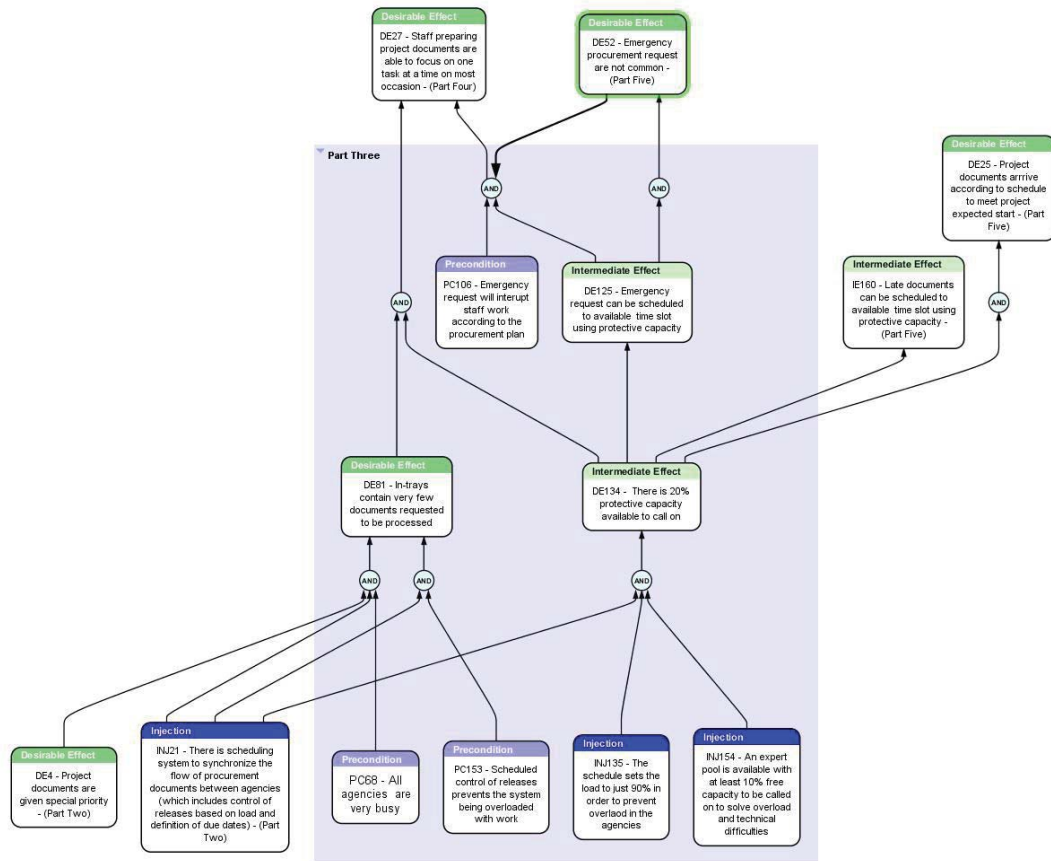 Desirable Effect
DE27 - Staff preparing
project documents are
able to focus on one
task at a time on most
occasion - (Part Four)
Desirable Effect
DE52 - Emergency
procurement request
are not common -
(Part Five)
Part Three
Desirable Effect
DE25 - Project
documents arrrive
according to schedule
to meet project
expected start - (Part
Five)
AND
AND
Precondition
PC106 - Emergency
request will interupt
staff work
according to the
procurement plan
Intermediate Effect
DE125 - Emergency
request can be scheduled
to available time slot
using protective capacity
Intermediate Effect
IE160 - Late documents
can be scheduled to
available time slot using
protective capacity -
(Part Five)
AND
AND
Desirable Effect
DE81 - In-trays
contain very few
documents requested
to be processed
Intermediate Effect
DE134 - There is 20%
protective capacity
available to call on
AND
AND
AND
Desirable Effect
DE4 - Project
documents are
given special priority
- (Part Two)
Injection
INJ21 - There is scheduling
system to synchronize the
flow of procurement
documents between agencies
(which includes control of
releases based on load and
definition of due dates) - (Part
Two)
Precondition
PC68 - All
agencies are
very busy
Precondition
PC153 - Scheduled
control of releases
prevents the system
being overloaded
with work
Injection
INJ135 - The
schedule sets the
load to just 90% in
order to prevent
overlaod in the
agencies
Injection
INJ154 - An expert
pool is available with
at least 10% free
capacity to be called
on to solve overload
and technical
difficulties